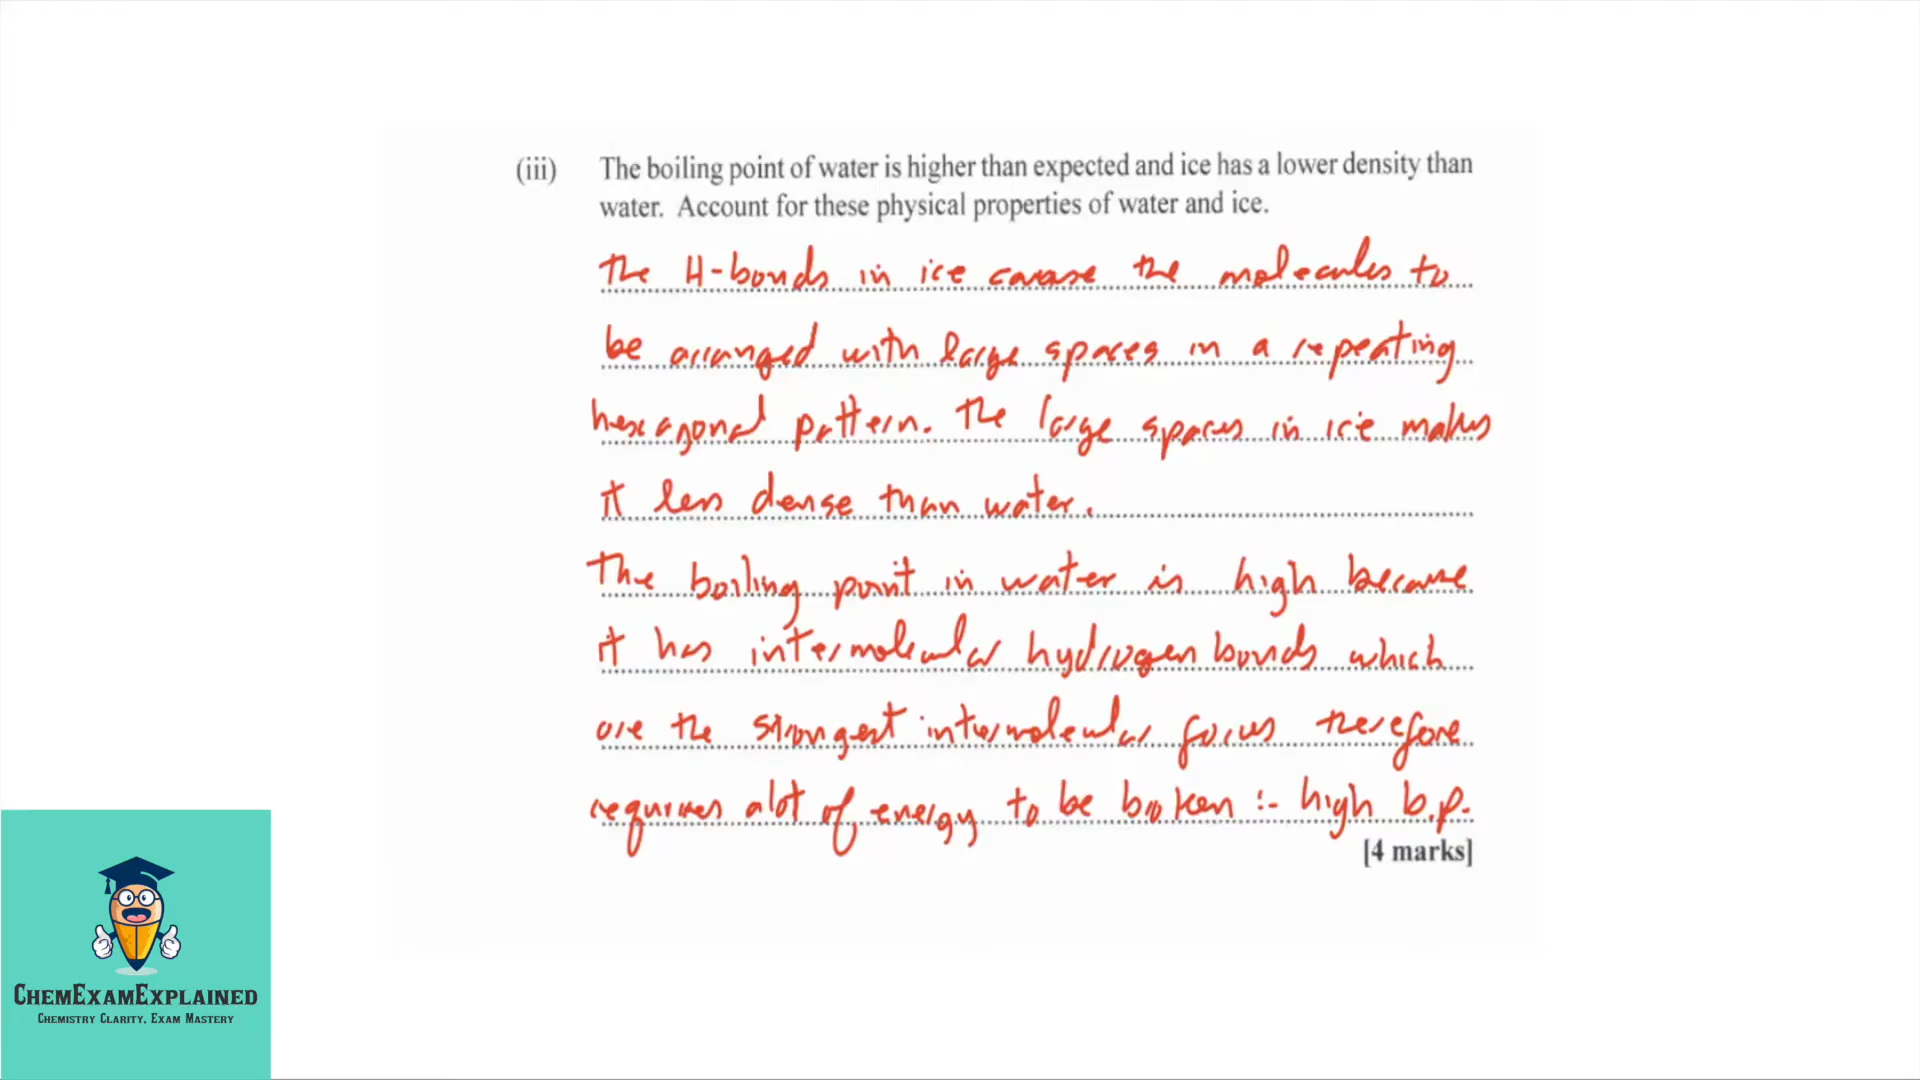 (iii) The boiling point of water is higher than expected and ice has a lower density than
water. Account for these physical properties of water and ice.
The H-bonds in ice cause the molecules to
be arranged with large spaces in a repeating
hexagonal pattern. The large spaces in ice makes
it less dense than water.
The boiling point in water is high because
it has intermolecular hydrogen bonds which
are the strongest intermolecular forces therefore
requires alot of energy to be broken :- high b.p.
[4 marks]
CHEMEXAMEXPLAINED
CHEMISTRY CLARITY, EXAM MASTERY